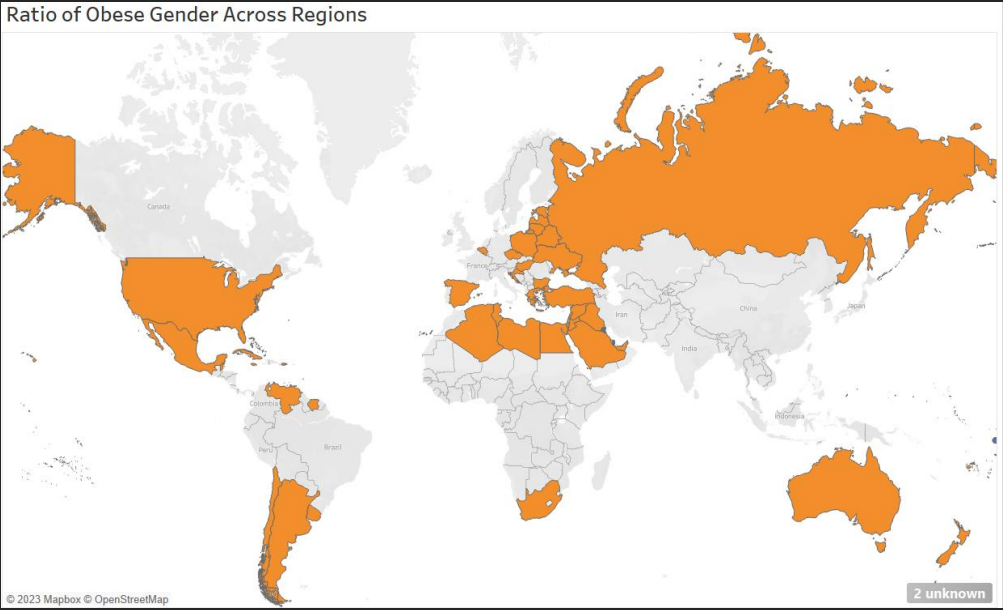 Ratio of Obese Gender Across Regions
Canada
France
Iran
China
Japan
India
Colombia
Indonesia
Peru
Brazil
2 unknown
© 2023 Mapbox © OpenStreetMap